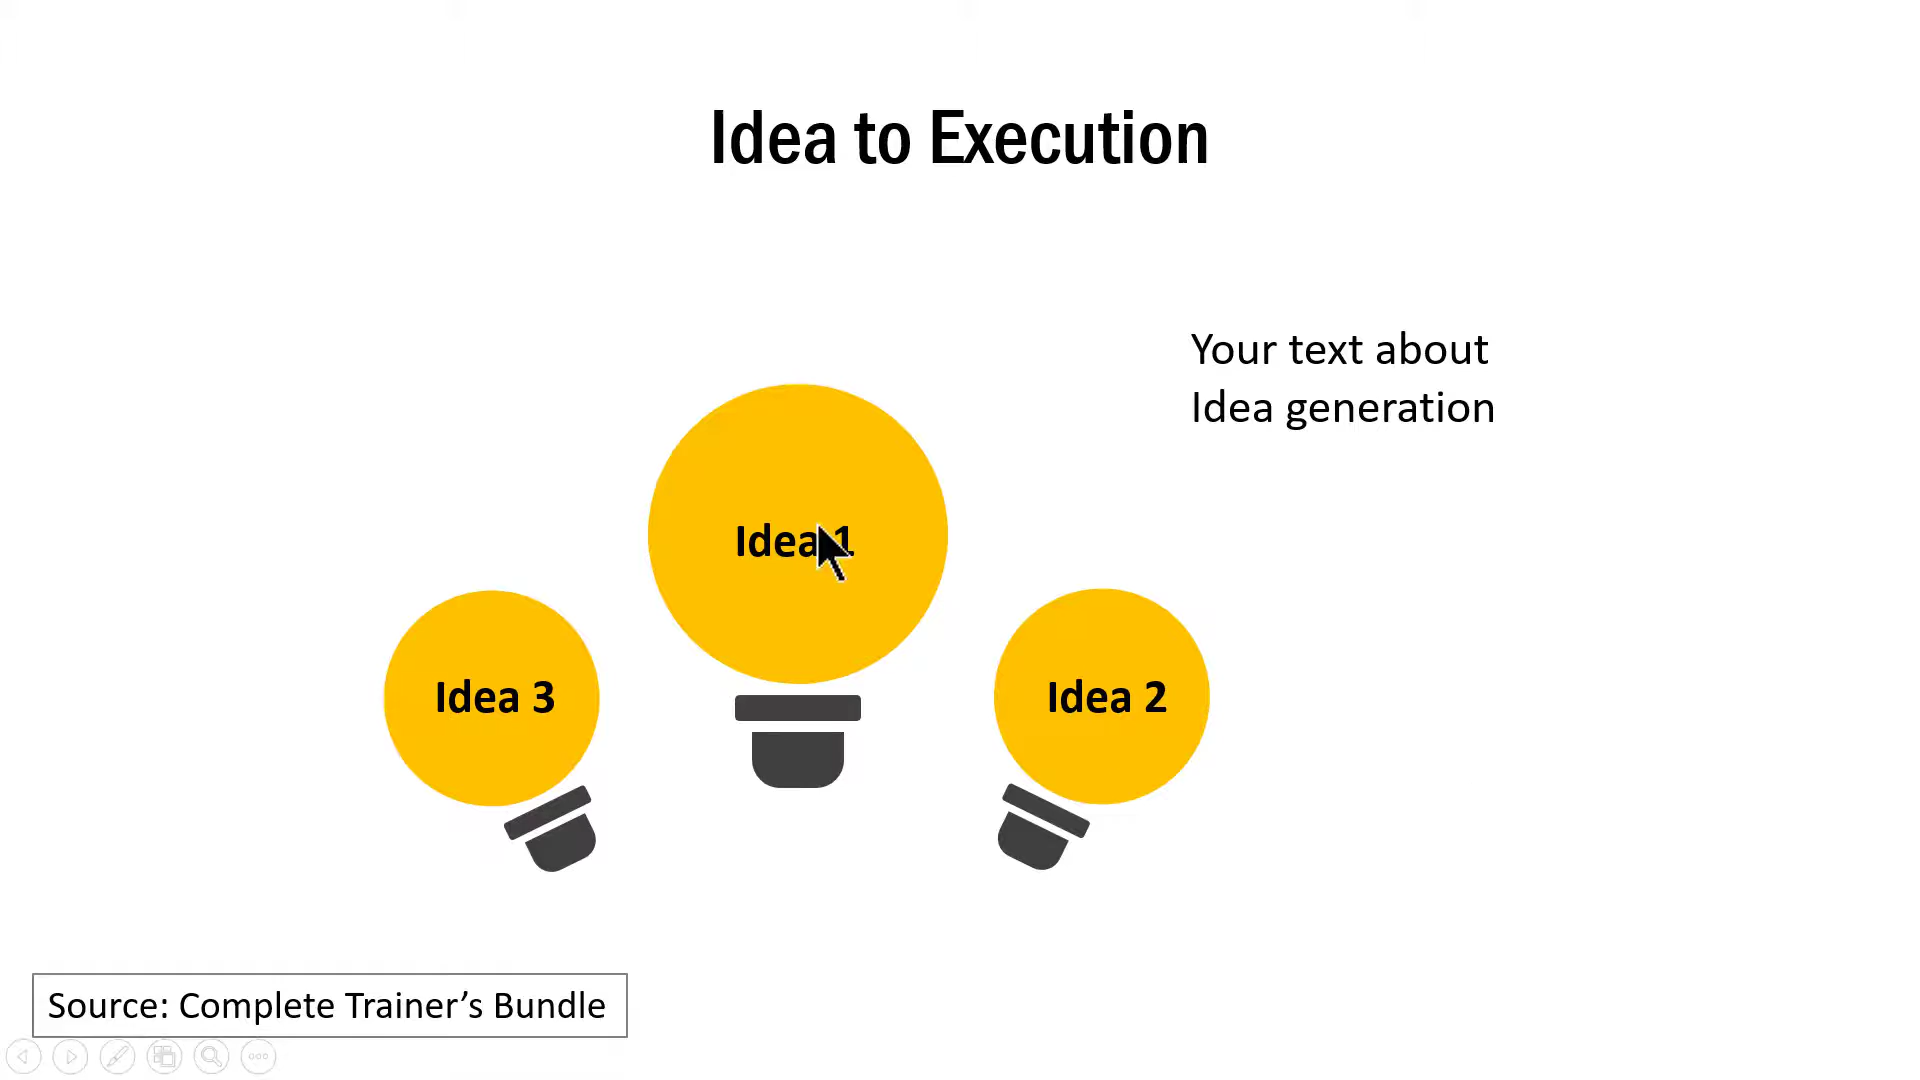 Idea to Execution
Your text about
Idea generation
Idea 1
Idea 3
Idea 2
Source: Complete Trainer’s Bundle